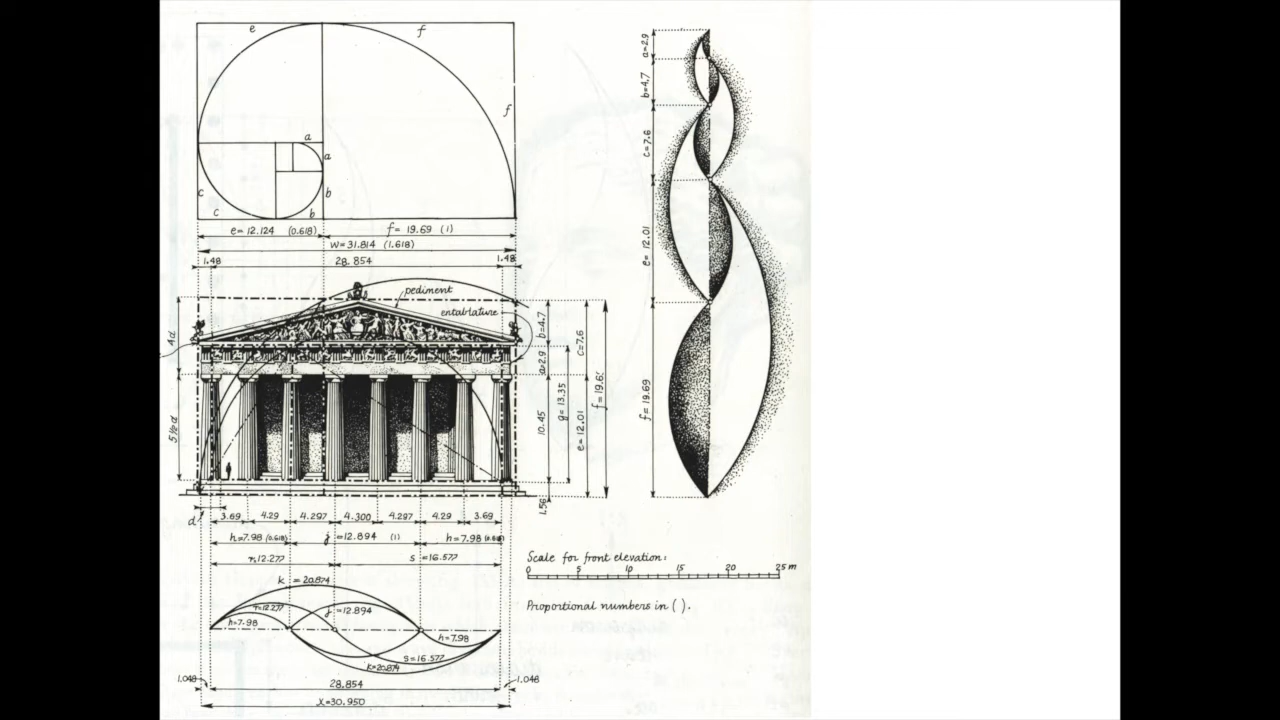 e f
f
a
a
c b
c b
e = 12.124 (0.618) f = 19.69 (1)
w = 31.814 (1.618)
1.48 28.854 1.48
pediment
entablature
4d
5½d
a=2.9 b=4.7
10.45
g = 13.35
e = 12.01 c=7.6
1.56
d
3.69 4.29 4.297 4.300 4.297 4.29 3.69
h=7.98 (0.618) j =12.894 (1) h=7.98
r=12.277 s =16.577
k = 20.874
r=12.277 j =12.894
h=7.98
h=7.98
s=16.577
k=20.874
1.048 1.048
28.854
X=30.950
a=2.9
b=4.7
c=7.6
e= 12.01
f= 19.69
Scale for front elevation:
0 5 10 15 20 25 m
Proportional numbers in ( ).